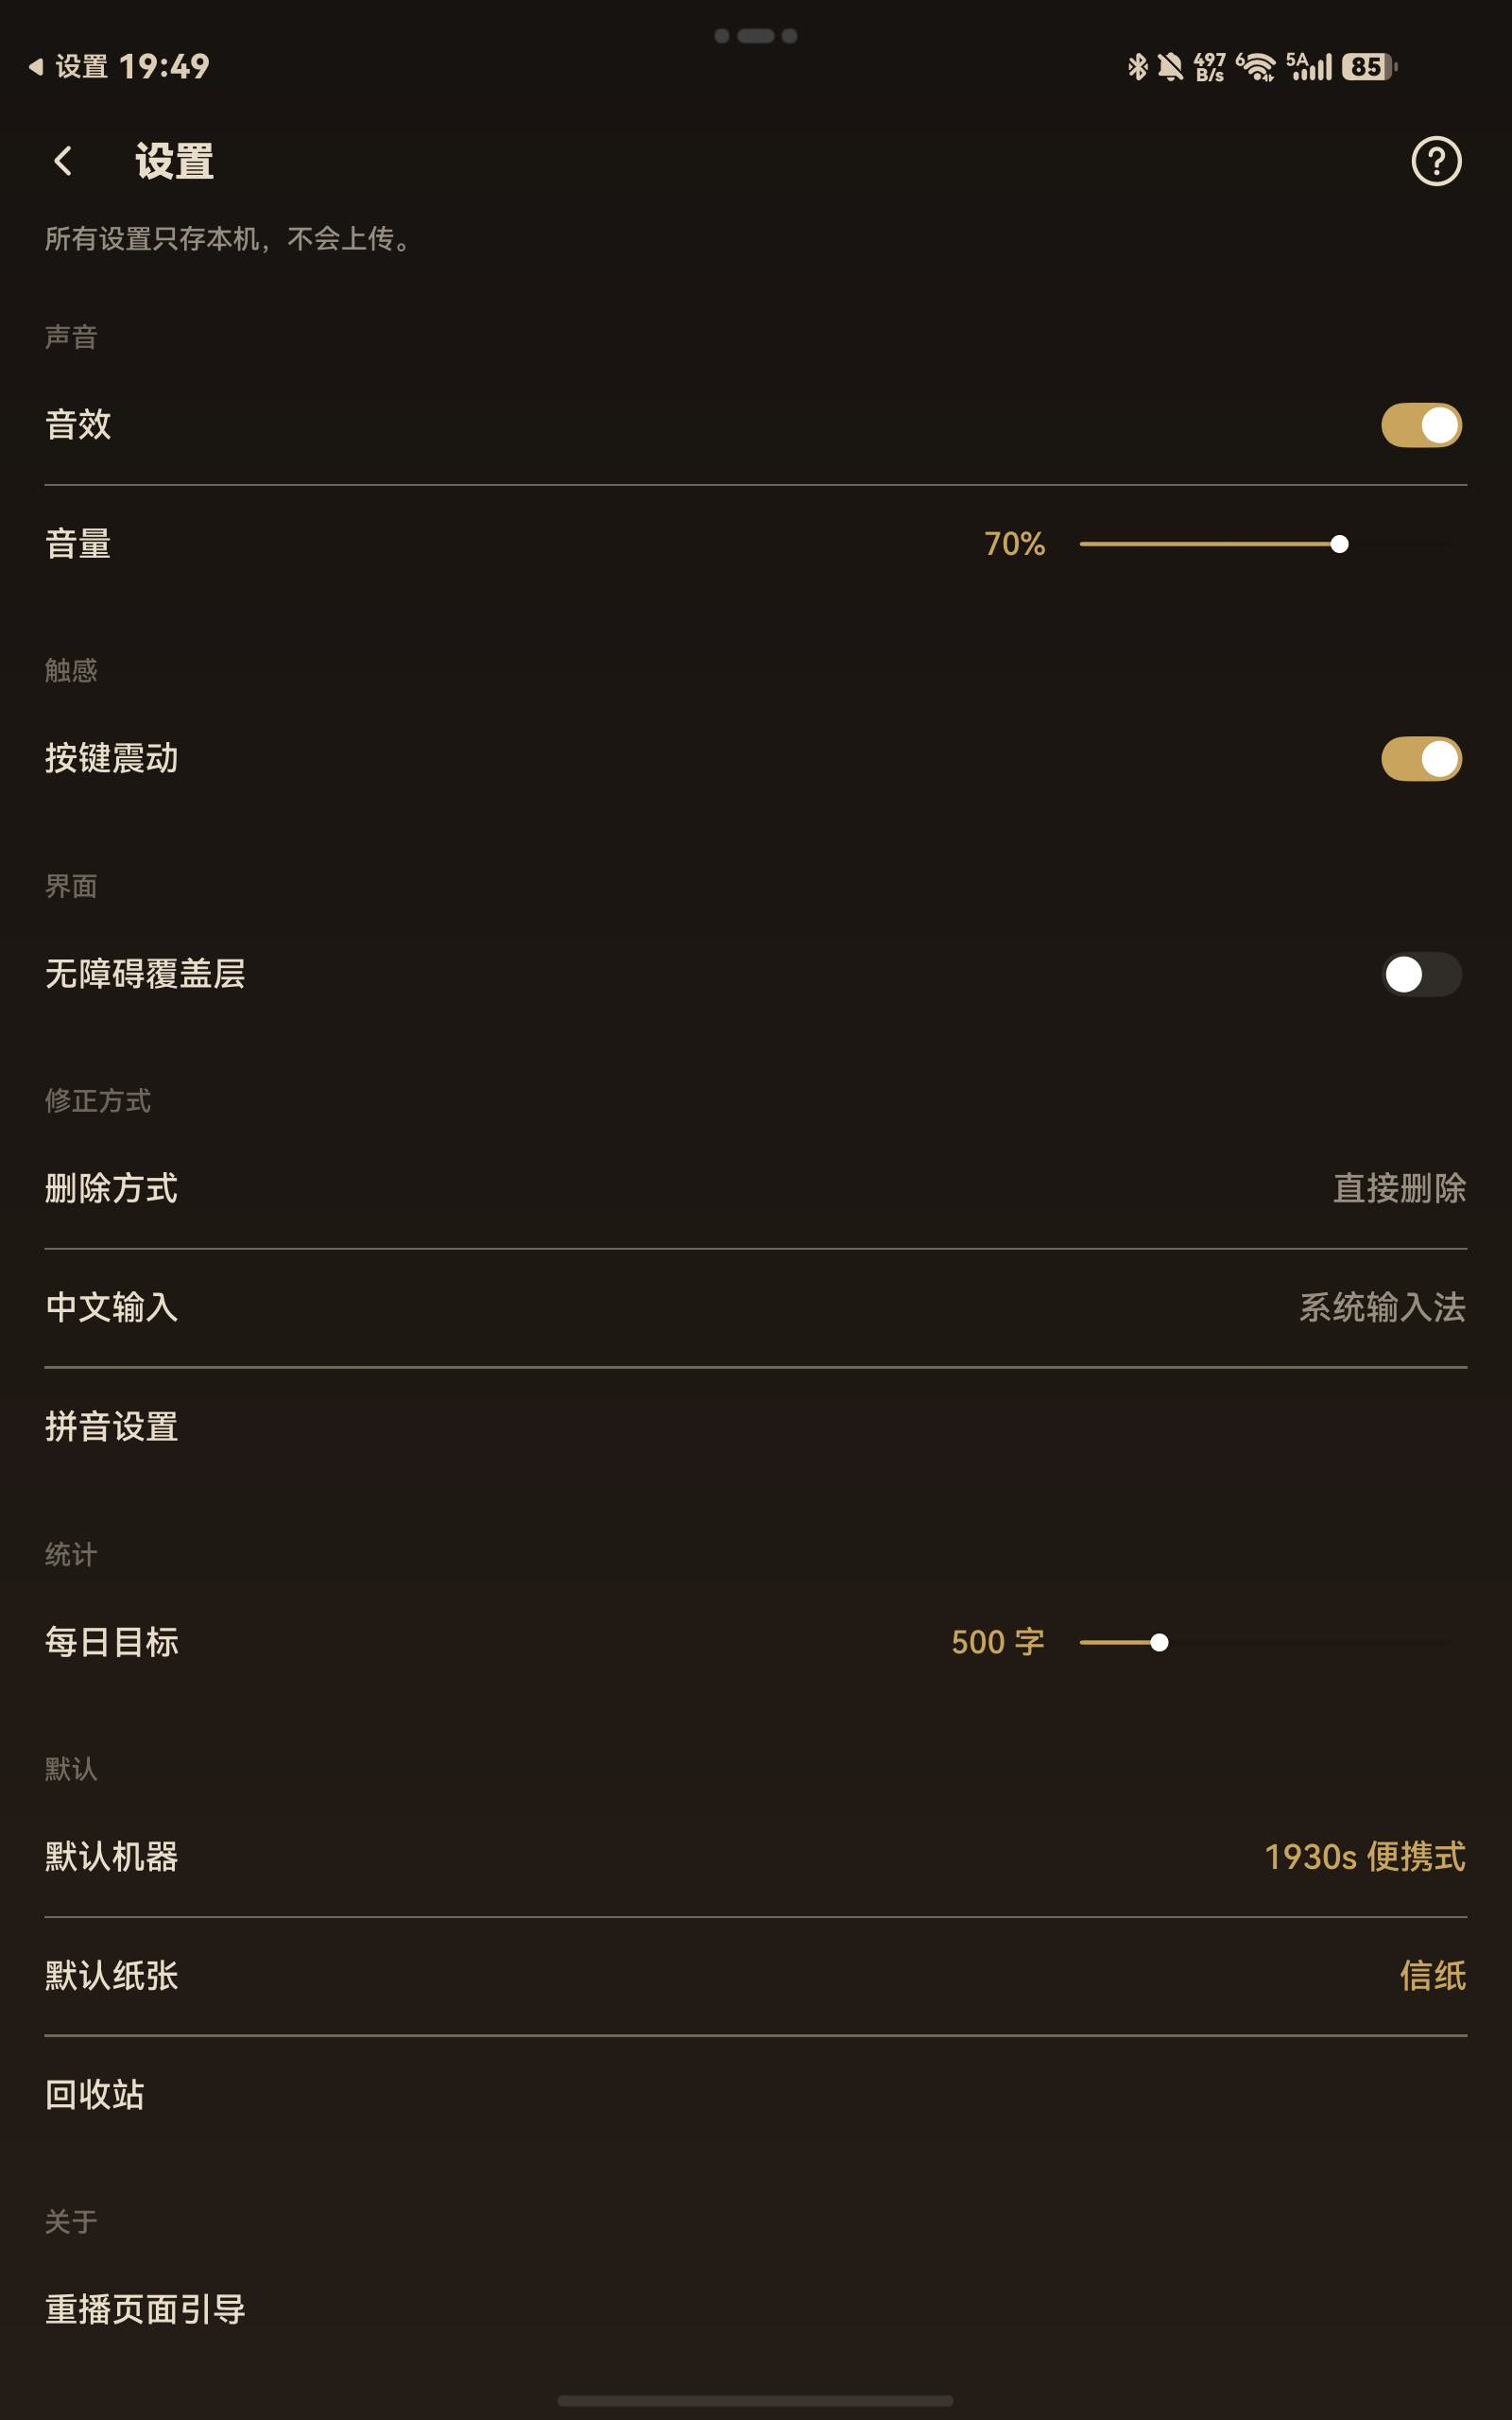 设置 19:49 497 B/s 6 5A 85
设置
所有设置只存本机，不会上传。
声音
音效
音量 70%
触感
按键震动
界面
无障碍覆盖层
修正方式
删除方式 直接删除
中文输入 系统输入法
拼音设置
统计
每日目标 500 字
默认
默认机器 1930s 便携式
默认纸张 信纸
回收站
关于
重播页面引导